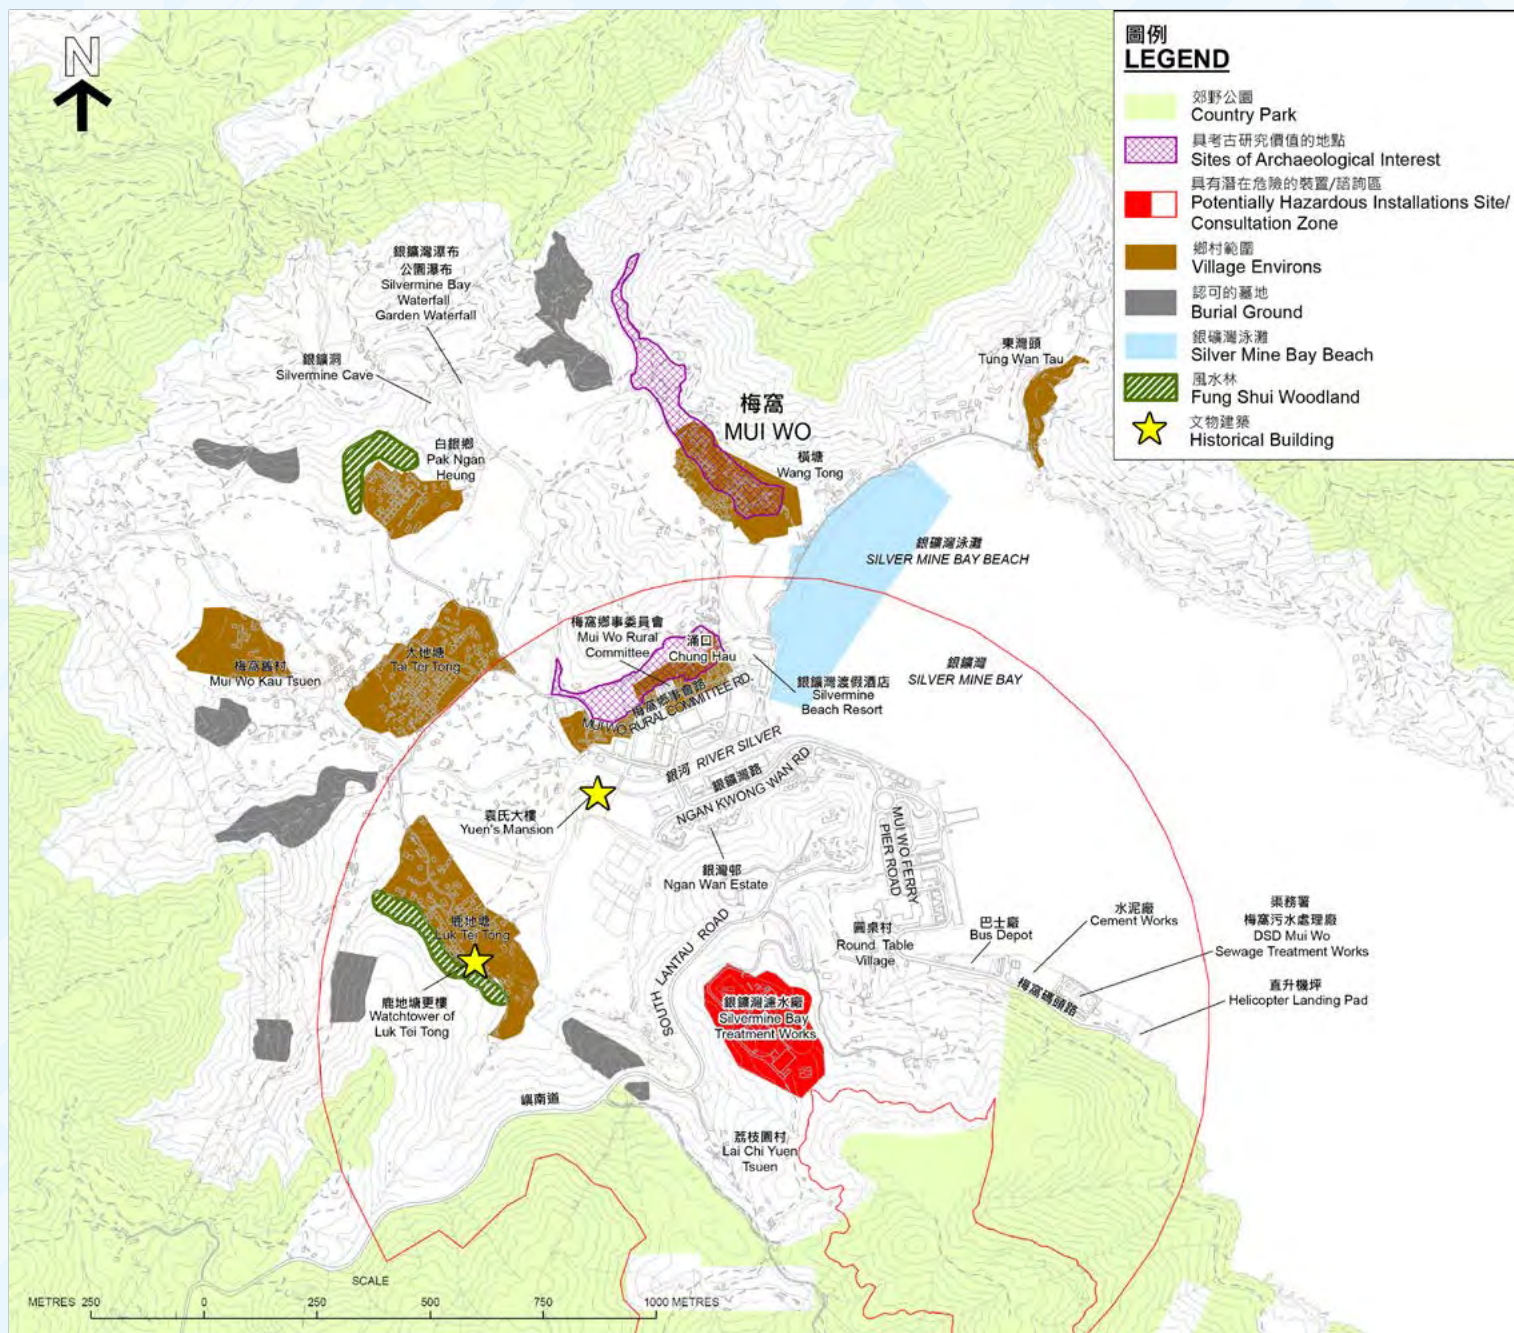 N
圖例
LEGEND
郊野公園
Country Park
具考古研究價值的地點
Sites of Archaeological Interest
具有潛在危險的裝置/諮詢區
Potentially Hazardous Installations Site/
Consultation Zone
鄉村範圍
Village Environs
認可的墓地
Burial Ground
銀礦灣泳灘
Silver Mine Bay Beach
風水林
Fung Shui Woodland
文物建築
Historical Building
銀鑛灣瀑布
公園瀑布
Silvermine Bay
Waterfall
Garden Waterfall
銀鑛洞
Silvermine Cave
東灣頭
Tung Wan Tau
梅窩
MUI WO
白銀鄉
Pak Ngan
Heung
橫塘
Wang Tong
銀礦灣泳灘
SILVER MINE BAY BEACH
梅窩鄉事委員會
Mui Wo Rural
Committee
涌口
Chung Hau
大地塘
Tai Tei Tong
梅窩舊村
Mui Wo Kau Tsuen
銀鑛灣
SILVER MINE BAY
銀鑛灣渡假酒店
Silvermine
Beach Resort
梅窩鄉事會路
MUI WO RURAL COMMITTEE RD.
銀河 RIVER SILVER
銀鑛灣路
NGAN KWONG WAN RD
袁氏大樓
Yuen's Mansion
MUI WO FERRY
PIER ROAD
銀灣邨
Ngan Wan Estate
鹿地塘
Luk Tei Tong
SOUTH LANTAU ROAD
圓桌村
Round Table
Village
巴士廠
Bus Depot
水泥廠
Cement Works
渠務署
梅窩污水處理廠
DSD Mui Wo
Sewage Treatment Works
梅窩碼頭路
直升機坪
Helicopter Landing Pad
鹿地塘更樓
Watchtower of
Luk Tei Tong
銀鑛灣濾水廠
Silvermine Bay
Treatment Works
嶼南道
荔枝園村
Lai Chi Yuen
Tsuen
SCALE
METRES 250 0 250 500 750 1000 METRES